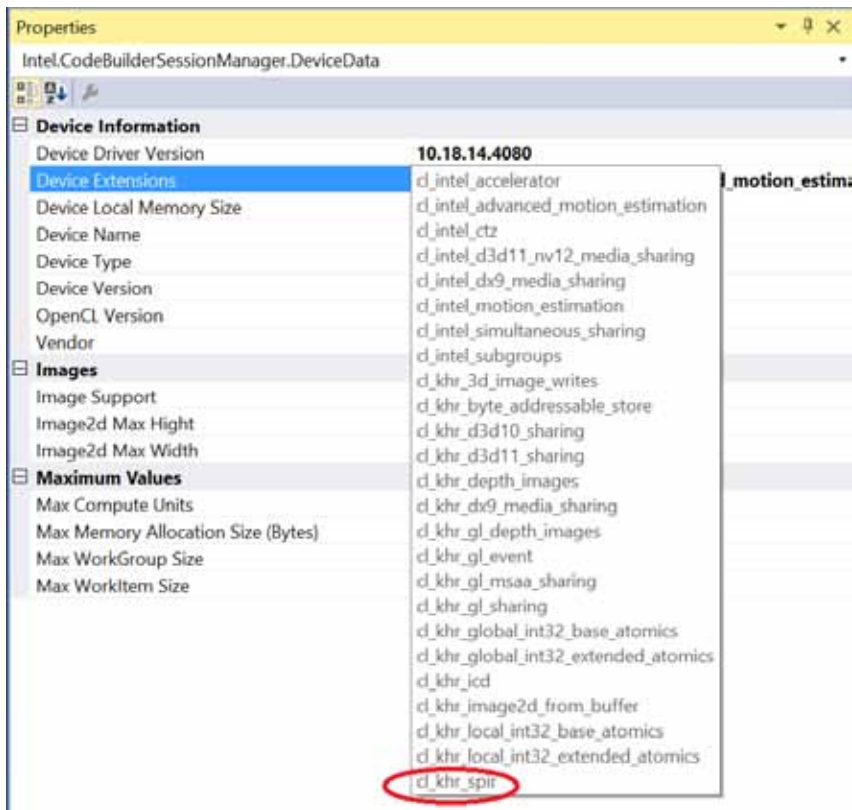 Properties
Intel.CodeBuilderSessionManager.DeviceData
Device Information
Device Driver Version 10.18.14.4080
Device Extensions l_motion_estima
Device Local Memory Size
Device Name
Device Type
Device Version
OpenCL Version
Vendor
Images
Image Support
Image2d Max Hight
Image2d Max Width
Maximum Values
Max Compute Units
Max Memory Allocation Size (Bytes)
Max WorkGroup Size
Max WorkItem Size
cl_intel_accelerator
cl_intel_advanced_motion_estimation
cl_intel_ctz
cl_intel_d3d11_nv12_media_sharing
cl_intel_dx9_media_sharing
cl_intel_motion_estimation
cl_intel_simultaneous_sharing
cl_intel_subgroups
cl_khr_3d_image_writes
cl_khr_byte_addressable_store
cl_khr_d3d10_sharing
cl_khr_d3d11_sharing
cl_khr_depth_images
cl_khr_dx9_media_sharing
cl_khr_gl_depth_images
cl_khr_gl_event
cl_khr_gl_msaa_sharing
cl_khr_gl_sharing
cl_khr_global_int32_base_atomics
cl_khr_global_int32_extended_atomics
cl_khr_icd
cl_khr_image2d_from_buffer
cl_khr_local_int32_base_atomics
cl_khr_local_int32_extended_atomics
cl_khr_spir